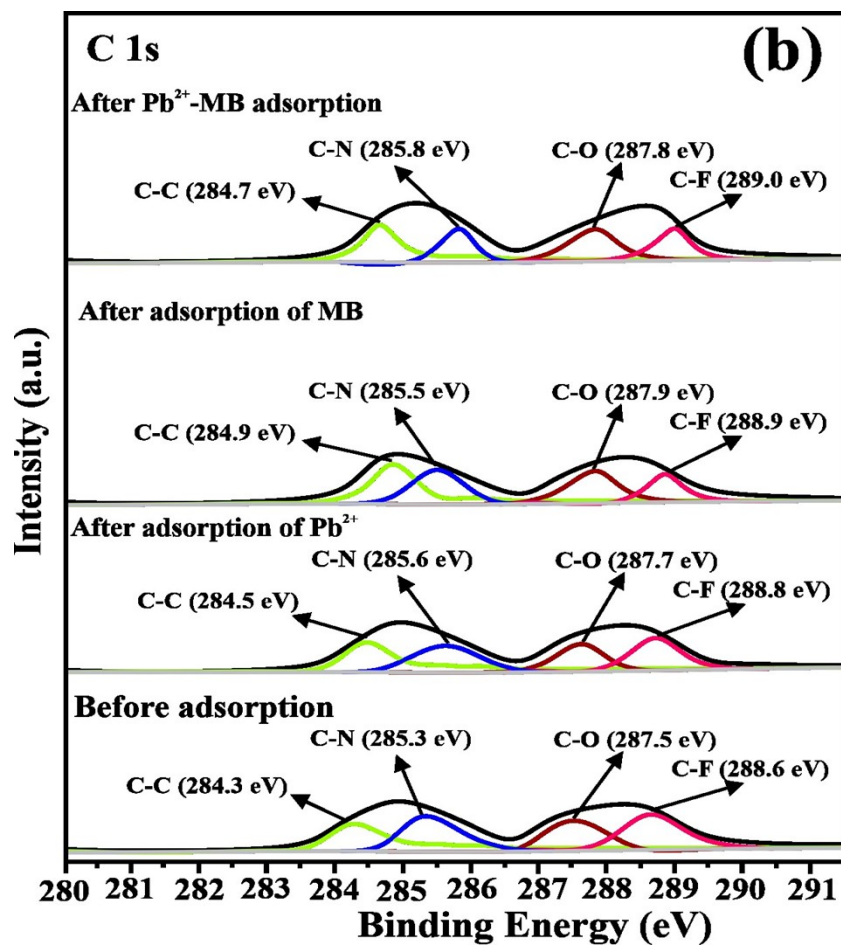 C 1s
(b)
After Pb²⁺-MB adsorption
C-N (285.8 eV)
C-O (287.8 eV)
C-C (284.7 eV)
C-F (289.0 eV)
After adsorption of MB
C-N (285.5 eV)
C-O (287.9 eV)
C-C (284.9 eV)
C-F (288.9 eV)
After adsorption of Pb²⁺
C-N (285.6 eV)
C-O (287.7 eV)
C-C (284.5 eV)
C-F (288.8 eV)
Before adsorption
C-N (285.3 eV)
C-O (287.5 eV)
C-C (284.3 eV)
C-F (288.6 eV)
Intensity (a.u.)
280 281 282 283 284 285 286 287 288 289 290 291
Binding Energy (eV)